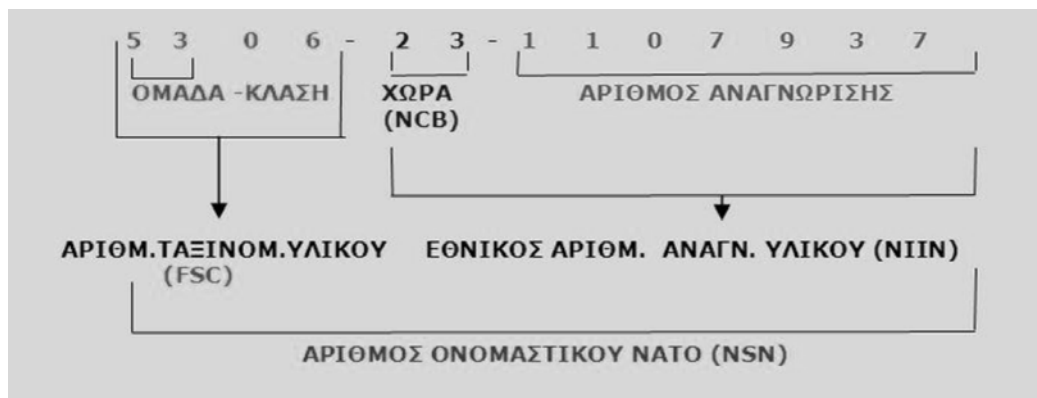 5 3 0 6 - 2 3 - 1 1 0 7 9 3 7
ΟΜΑΔΑ -ΚΛΑΣΗ ΧΩΡΑ ΑΡΙΘΜΟΣ ΑΝΑΓΝΩΡΙΣΗΣ
(NCB)
ΑΡΙΘΜ.ΤΑΞΙΝΟΜ.ΥΛΙΚΟΥ ΕΘΝΙΚΟΣ ΑΡΙΘΜ. ΑΝΑΓΝ. ΥΛΙΚΟΥ (NIIN)
(FSC)
ΑΡΙΘΜΟΣ ΟΝΟΜΑΣΤΙΚΟΥ ΝΑΤΟ (NSN)